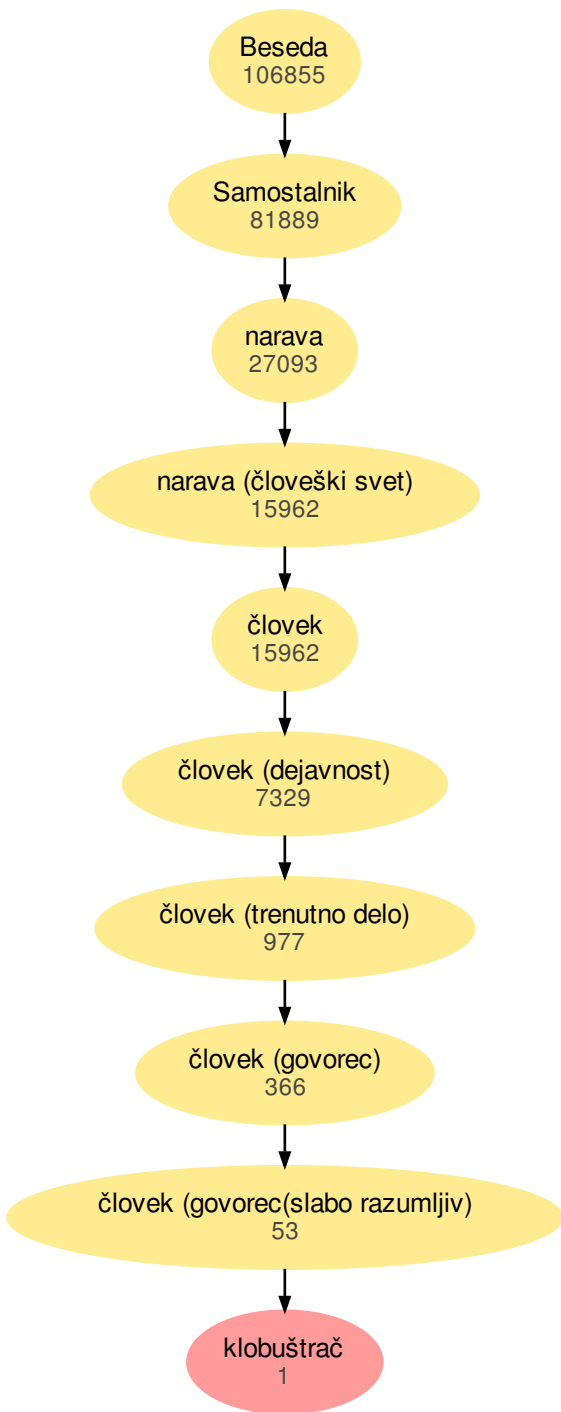 Beseda
106855
Samostalnik
81889
narava
27093
narava (človeški svet)
15962
človek
15962
človek (dejavnost)
7329
človek (trenutno delo)
977
človek (govorec)
366
človek (govorec(slabo razumljiv)
53
klobuštrač
1